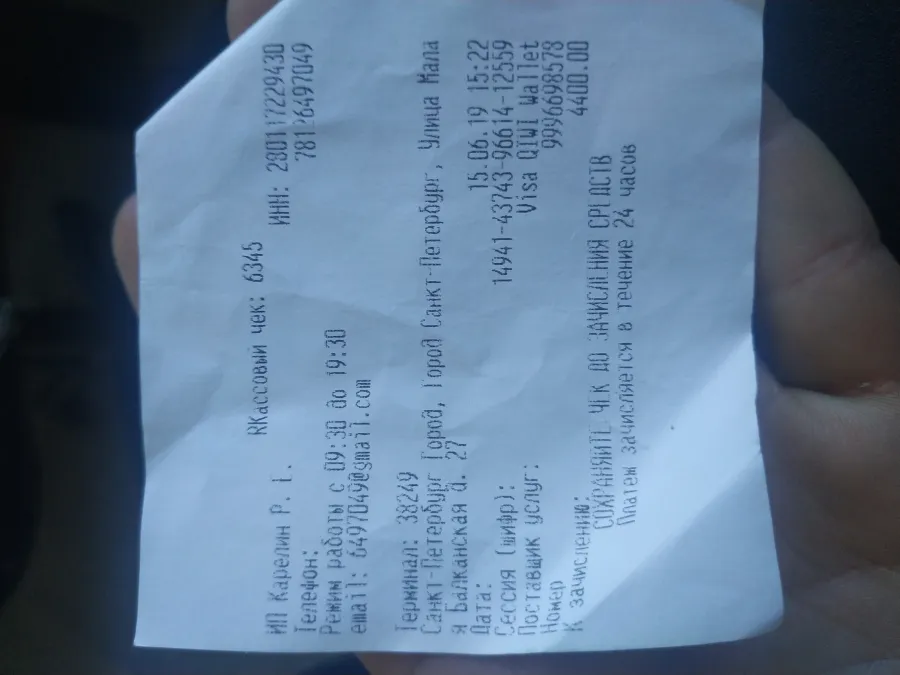 RКассовый чек: 6345
ИП Карелин Р. Г. ИНН: 280117229430
Телефон: 78126497049
Режим работы с 09:30 до 19:30
email: 6497049@gmail.com
Терминал: 38249
Санкт-Петербург Город, Город Санкт-Петербург, Улица Мала
я Балканская д. 27
Дата: 15.06.19 15:22
Сессия (шифр): 14941-43743-96614-12559
Поставщик услуг: Visa QIWI Wallet
Номер 9996698578
К зачислению: 4400.00
СОХРАНЯЙТЕ ЧЕК ДО ЗАЧИСЛЕНИЯ СРЕДСТВ
Платеж зачисляется в течение 24 часов